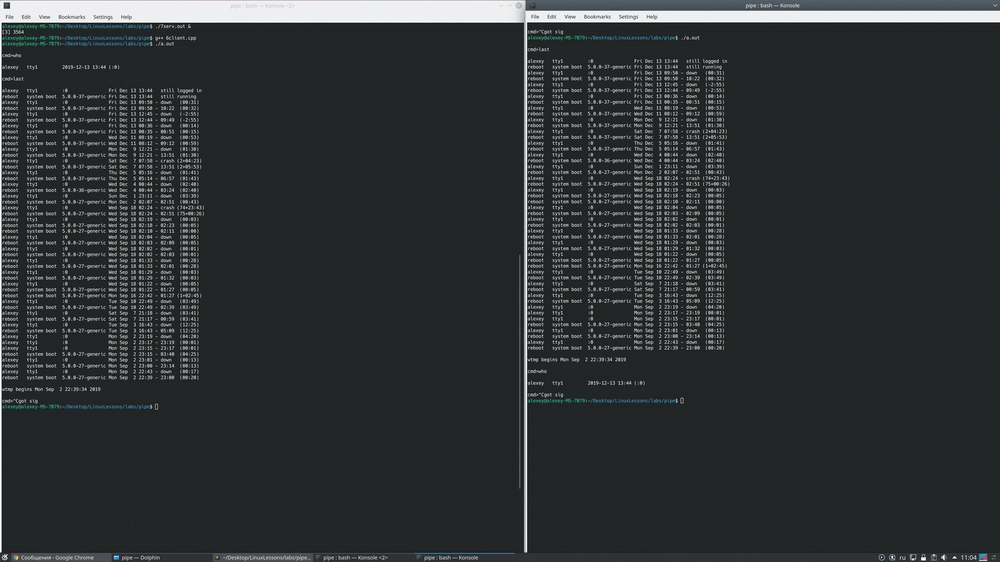 pipe : bash — Konsole <2>
File Edit View Bookmarks Settings Help
alexey@alexey-MS-7B79:~/Desktop/LinuxLessons/labs/pipe$ ./7serv.out &
[3] 3564
alexey@alexey-MS-7B79:~/Desktop/LinuxLessons/labs/pipe$ g++ 6client.cpp
alexey@alexey-MS-7B79:~/Desktop/LinuxLessons/labs/pipe$ ./a.out
cmd>who
alexey tty1 2019-12-13 13:44 (:0)
cmd>last
alexey tty1 :0 Fri Dec 13 13:44 still logged in
reboot system boot 5.0.0-37-generic Fri Dec 13 13:44 still running
alexey tty1 :0 Fri Dec 13 09:50 - down (00:31)
reboot system boot 5.0.0-37-generic Fri Dec 13 09:50 - 10:22 (00:32)
alexey tty1 :0 Fri Dec 13 12:45 - down (-2:55)
reboot system boot 5.0.0-37-generic Fri Dec 13 12:44 - 09:49 (-2:55)
alexey tty1 :0 Fri Dec 13 00:36 - down (00:14)
reboot system boot 5.0.0-37-generic Fri Dec 13 00:35 - 00:51 (00:15)
alexey tty1 :0 Wed Dec 11 08:19 - down (00:53)
reboot system boot 5.0.0-37-generic Wed Dec 11 08:12 - 09:12 (00:59)
alexey tty1 :0 Mon Dec 9 12:21 - down (01:30)
reboot system boot 5.0.0-37-generic Mon Dec 9 12:21 - 13:51 (01:30)
alexey tty1 :0 Sat Dec 7 07:58 - crash (2+04:23)
reboot system boot 5.0.0-37-generic Sat Dec 7 07:58 - 13:51 (2+05:53)
alexey tty1 :0 Thu Dec 5 05:16 - down (01:41)
reboot system boot 5.0.0-37-generic Thu Dec 5 05:14 - 06:57 (01:43)
alexey tty1 :0 Wed Dec 4 00:44 - down (02:40)
reboot system boot 5.0.0-36-generic Wed Dec 4 00:44 - 03:24 (02:40)
alexey tty1 :0 Sun Dec 1 23:11 - down (03:39)
reboot system boot 5.0.0-27-generic Mon Dec 2 02:07 - 02:51 (00:43)
alexey tty1 :0 Wed Sep 18 02:24 - crash (74+23:43)
reboot system boot 5.0.0-27-generic Wed Sep 18 02:24 - 02:51 (75+00:26)
alexey tty1 :0 Wed Sep 18 02:19 - down (00:03)
reboot system boot 5.0.0-27-generic Wed Sep 18 02:18 - 02:23 (00:05)
reboot system boot 5.0.0-27-generic Wed Sep 18 02:10 - 02:11 (00:00)
alexey tty1 :0 Wed Sep 18 02:04 - down (00:05)
reboot system boot 5.0.0-27-generic Wed Sep 18 02:03 - 02:09 (00:05)
alexey tty1 :0 Wed Sep 18 02:02 - down (00:01)
reboot system boot 5.0.0-27-generic Wed Sep 18 02:02 - 02:03 (00:01)
alexey tty1 :0 Wed Sep 18 01:33 - down (00:28)
reboot system boot 5.0.0-27-generic Wed Sep 18 01:33 - 02:01 (00:28)
alexey tty1 :0 Wed Sep 18 01:29 - down (00:03)
reboot system boot 5.0.0-27-generic Wed Sep 18 01:29 - 01:32 (00:03)
alexey tty1 :0 Wed Sep 18 01:22 - down (00:05)
reboot system boot 5.0.0-27-generic Wed Sep 18 01:22 - 01:27 (00:05)
reboot system boot 5.0.0-27-generic Mon Sep 16 22:42 - 01:27 (1+02:45)
alexey tty1 :0 Tue Sep 10 22:49 - down (03:49)
reboot system boot 5.0.0-27-generic Tue Sep 10 22:49 - 02:39 (03:49)
alexey tty1 :0 Sat Sep 7 21:18 - down (03:41)
reboot system boot 5.0.0-27-generic Sat Sep 7 21:17 - 00:59 (03:41)
alexey tty1 :0 Tue Sep 3 16:43 - down (12:25)
reboot system boot 5.0.0-27-generic Tue Sep 3 16:43 - 05:09 (12:25)
alexey tty1 :0 Mon Sep 2 23:19 - down (04:20)
alexey tty1 :0 Mon Sep 2 23:17 - 23:19 (00:01)
alexey tty1 :0 Mon Sep 2 23:15 - 23:17 (00:01)
reboot system boot 5.0.0-27-generic Mon Sep 2 23:15 - 03:40 (04:25)
alexey tty1 :0 Mon Sep 2 23:01 - down (00:13)
reboot system boot 5.0.0-27-generic Mon Sep 2 23:00 - 23:14 (00:13)
alexey tty1 :0 Mon Sep 2 22:43 - down (00:17)
reboot system boot 5.0.0-27-generic Mon Sep 2 22:39 - 23:00 (00:20)
wtmp begins Mon Sep 2 22:39:34 2019
cmd>^Cgot sig
alexey@alexey-MS-7B79:~/Desktop/LinuxLessons/labs/pipe$
pipe : bash — Konsole
File Edit View Bookmarks Settings Help
cmd>^Cgot sig
alexey@alexey-MS-7B79:~/Desktop/LinuxLessons/labs/pipe$ ./a.out
cmd>last
alexey tty1 :0 Fri Dec 13 13:44 still logged in
reboot system boot 5.0.0-37-generic Fri Dec 13 13:44 still running
alexey tty1 :0 Fri Dec 13 09:50 - down (00:31)
reboot system boot 5.0.0-37-generic Fri Dec 13 09:50 - 10:22 (00:32)
alexey tty1 :0 Fri Dec 13 12:45 - down (-2:55)
reboot system boot 5.0.0-37-generic Fri Dec 13 12:44 - 09:49 (-2:55)
alexey tty1 :0 Fri Dec 13 00:36 - down (00:14)
reboot system boot 5.0.0-37-generic Fri Dec 13 00:35 - 00:51 (00:15)
alexey tty1 :0 Wed Dec 11 08:19 - down (00:53)
reboot system boot 5.0.0-37-generic Wed Dec 11 08:12 - 09:12 (00:59)
alexey tty1 :0 Mon Dec 9 12:21 - down (01:30)
reboot system boot 5.0.0-37-generic Mon Dec 9 12:21 - 13:51 (01:30)
alexey tty1 :0 Sat Dec 7 07:58 - crash (2+04:23)
reboot system boot 5.0.0-37-generic Sat Dec 7 07:58 - 13:51 (2+05:53)
alexey tty1 :0 Thu Dec 5 05:16 - down (01:41)
reboot system boot 5.0.0-37-generic Thu Dec 5 05:14 - 06:57 (01:43)
alexey tty1 :0 Wed Dec 4 00:44 - down (02:40)
reboot system boot 5.0.0-36-generic Wed Dec 4 00:44 - 03:24 (02:40)
alexey tty1 :0 Sun Dec 1 23:11 - down (03:39)
reboot system boot 5.0.0-27-generic Mon Dec 2 02:07 - 02:51 (00:43)
alexey tty1 :0 Wed Sep 18 02:24 - crash (74+23:43)
reboot system boot 5.0.0-27-generic Wed Sep 18 02:24 - 02:51 (75+00:26)
alexey tty1 :0 Wed Sep 18 02:19 - down (00:03)
reboot system boot 5.0.0-27-generic Wed Sep 18 02:18 - 02:23 (00:05)
reboot system boot 5.0.0-27-generic Wed Sep 18 02:10 - 02:11 (00:00)
alexey tty1 :0 Wed Sep 18 02:04 - down (00:05)
reboot system boot 5.0.0-27-generic Wed Sep 18 02:03 - 02:09 (00:05)
alexey tty1 :0 Wed Sep 18 02:02 - down (00:01)
reboot system boot 5.0.0-27-generic Wed Sep 18 02:02 - 02:03 (00:01)
alexey tty1 :0 Wed Sep 18 01:33 - down (00:28)
reboot system boot 5.0.0-27-generic Wed Sep 18 01:33 - 02:01 (00:28)
alexey tty1 :0 Wed Sep 18 01:29 - down (00:03)
reboot system boot 5.0.0-27-generic Wed Sep 18 01:29 - 01:32 (00:03)
alexey tty1 :0 Wed Sep 18 01:22 - down (00:05)
reboot system boot 5.0.0-27-generic Wed Sep 18 01:22 - 01:27 (00:05)
reboot system boot 5.0.0-27-generic Mon Sep 16 22:42 - 01:27 (1+02:45)
alexey tty1 :0 Tue Sep 10 22:49 - down (03:49)
reboot system boot 5.0.0-27-generic Tue Sep 10 22:49 - 02:39 (03:49)
alexey tty1 :0 Sat Sep 7 21:18 - down (03:41)
reboot system boot 5.0.0-27-generic Sat Sep 7 21:17 - 00:59 (03:41)
alexey tty1 :0 Tue Sep 3 16:43 - down (12:25)
reboot system boot 5.0.0-27-generic Tue Sep 3 16:43 - 05:09 (12:25)
alexey tty1 :0 Mon Sep 2 23:19 - down (04:20)
alexey tty1 :0 Mon Sep 2 23:17 - 23:19 (00:01)
alexey tty1 :0 Mon Sep 2 23:15 - 23:17 (00:01)
reboot system boot 5.0.0-27-generic Mon Sep 2 23:15 - 03:40 (04:25)
alexey tty1 :0 Mon Sep 2 23:01 - down (00:13)
reboot system boot 5.0.0-27-generic Mon Sep 2 23:00 - 23:14 (00:13)
alexey tty1 :0 Mon Sep 2 22:43 - down (00:17)
reboot system boot 5.0.0-27-generic Mon Sep 2 22:39 - 23:00 (00:20)
wtmp begins Mon Sep 2 22:39:34 2019
cmd>who
alexey tty1 2019-12-13 13:44 (:0)
cmd>^Cgot sig
alexey@alexey-MS-7B79:~/Desktop/LinuxLessons/labs/pipe$
Сообщения - Google Chrome pipe — Dolphin ~/Desktop/LinuxLessons/labs/pipe... pipe : bash — Konsole <2> pipe : bash — Konsole ru 11:04